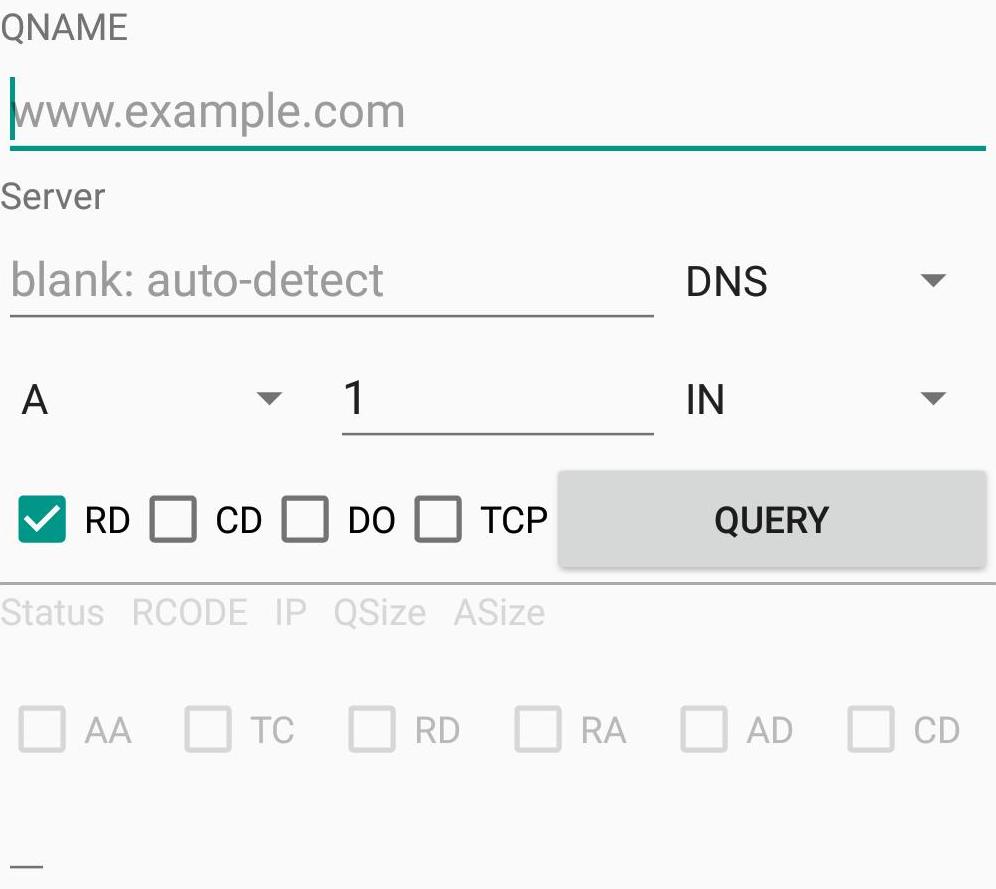 QNAME
www.example.com
Server
blank: auto-detect DNS
A 1 IN
RD CD DO TCP QUERY
Status RCODE IP QSize ASize
AA TC RD RA AD CD